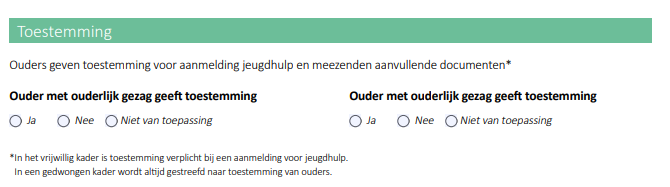 Toestemming
Ouders geven toestemming voor aanmelding jeugdhulp en meezenden aanvullende documenten*
Ouder met ouderlijk gezag geeft toestemming Ouder met ouderlijk gezag geeft toestemming
Ja Nee Niet van toepassing Ja Nee Niet van toepassing
*In het vrijwillig kader is toestemming verplicht bij een aanmelding voor jeugdhulp.
In een gedwongen kader wordt altijd gestreefd naar toestemming van ouders.